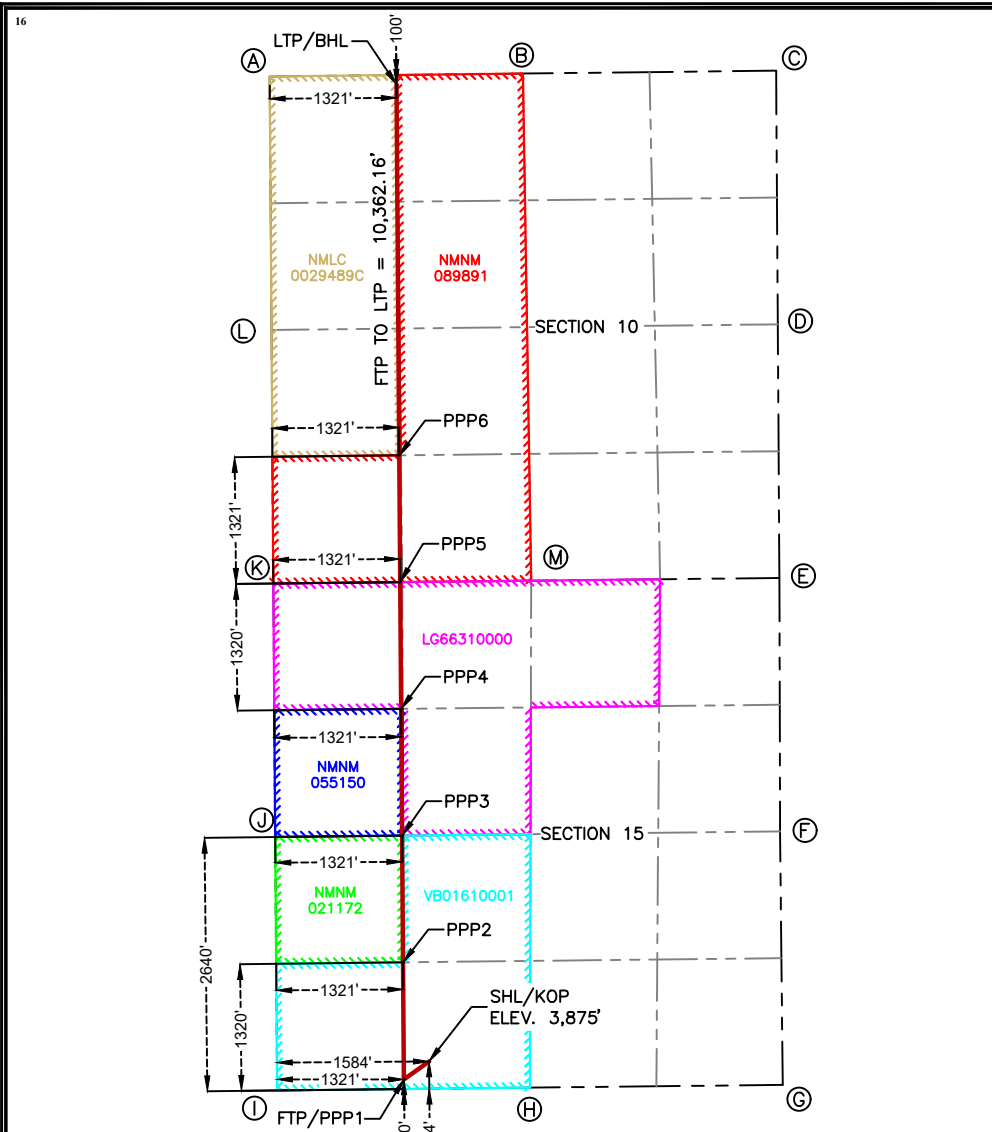 16
LTP/BHL
100'
A
B
C
1321'
FTP TO LTP = 10,362.16'
NMLC
0029489C
NMNM
089891
L
SECTION 10
D
1321'
PPP6
1321'
1321'
PPP5
M
K
E
1320'
LG66310000
PPP4
1321'
NMNM
055150
PPP3
J
SECTION 15
F
1321'
NMNM
021172
VB01610001
2640'
PPP2
1321'
SHL/KOP
ELEV. 3,875'
1320'
1584'
1321'
I
FTP/PPP1
H
G